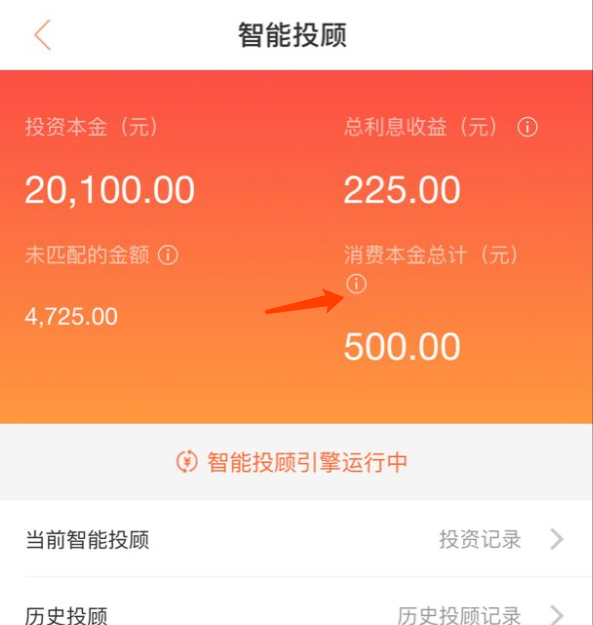 智能投顾
投资本金（元）
总利息收益（元）
20,100.00
225.00
未匹配的金额
消费本金总计（元）
4,725.00
500.00
智能投顾引擎运行中
当前智能投顾
投资记录
历史投顾
历史投顾记录